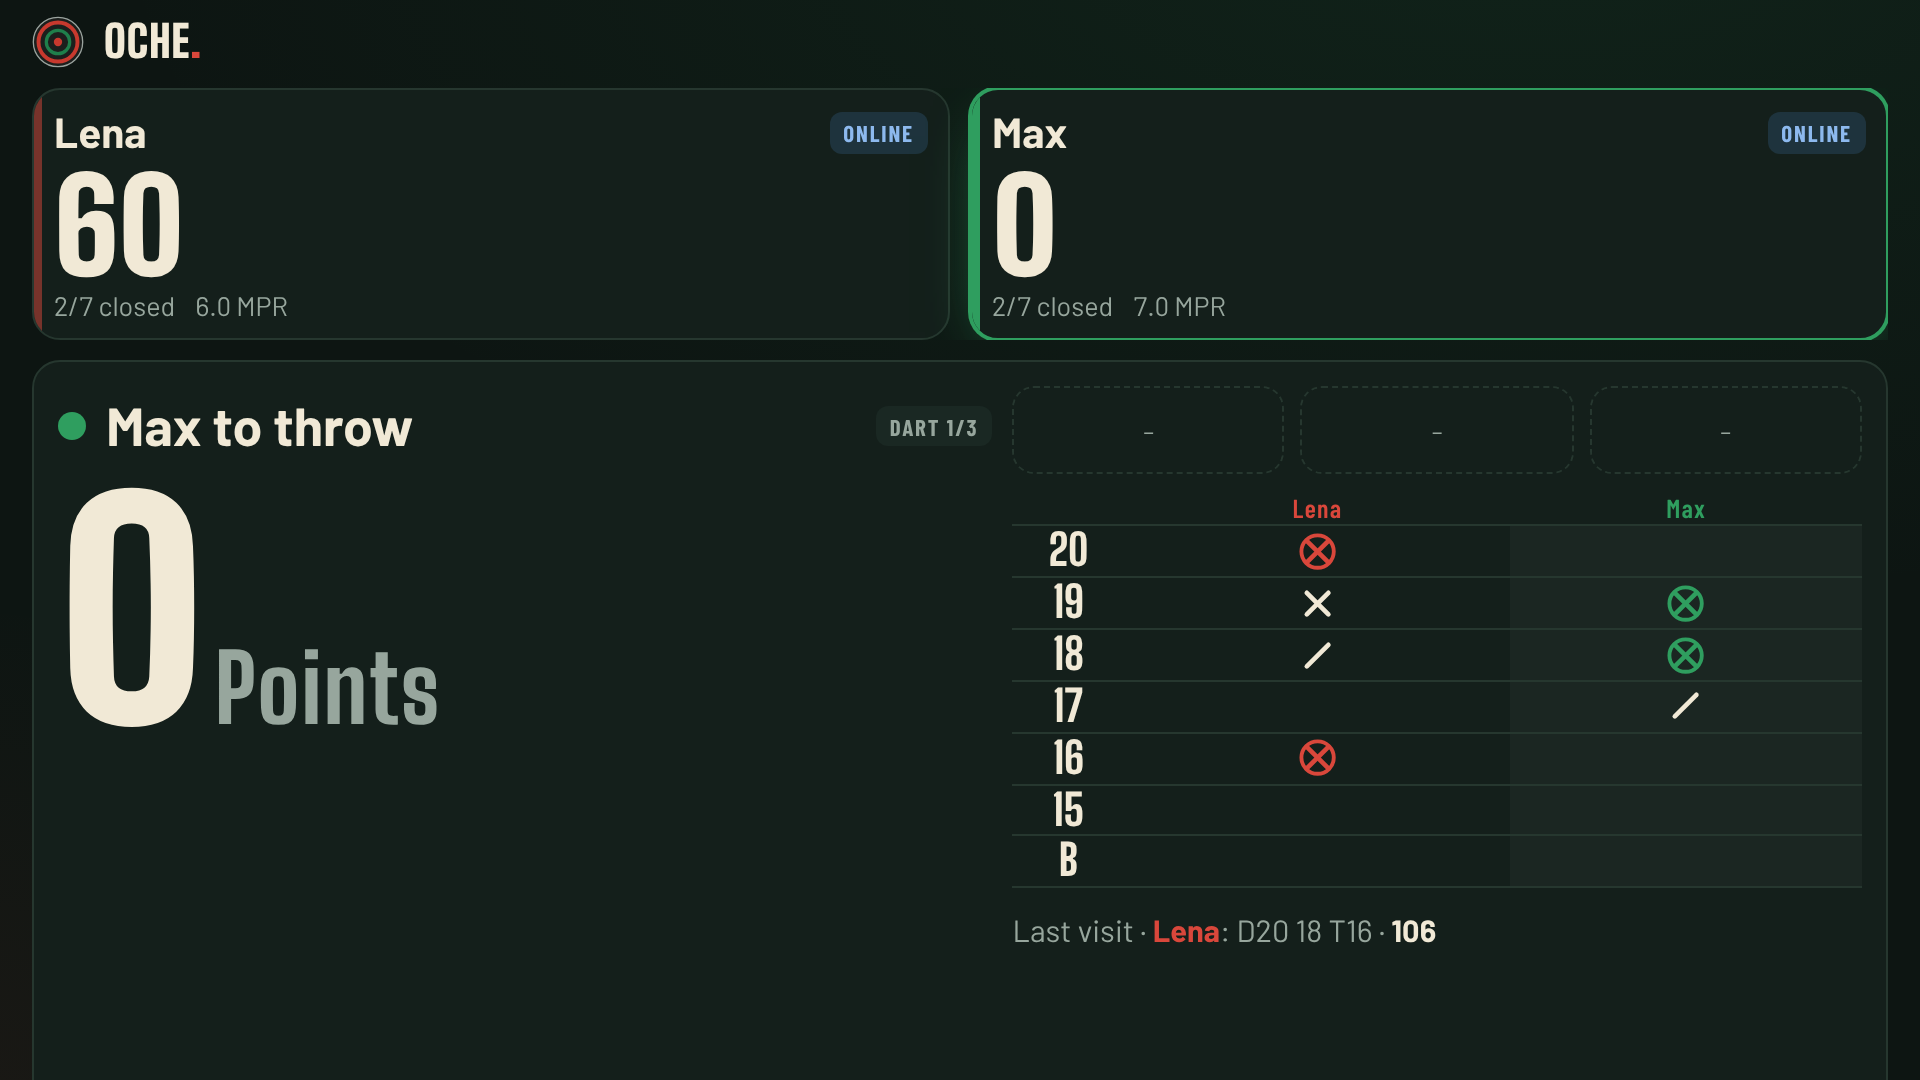 OCHE.
Lena
ONLINE
60
2/7 closed 6.0 MPR
Max
ONLINE
0
2/7 closed 7.0 MPR
Max to throw
DART 1/3
0 Points
– – –
Lena Max
20
19
18
17
16
15
B
Last visit · Lena: D20 18 T16 · 106